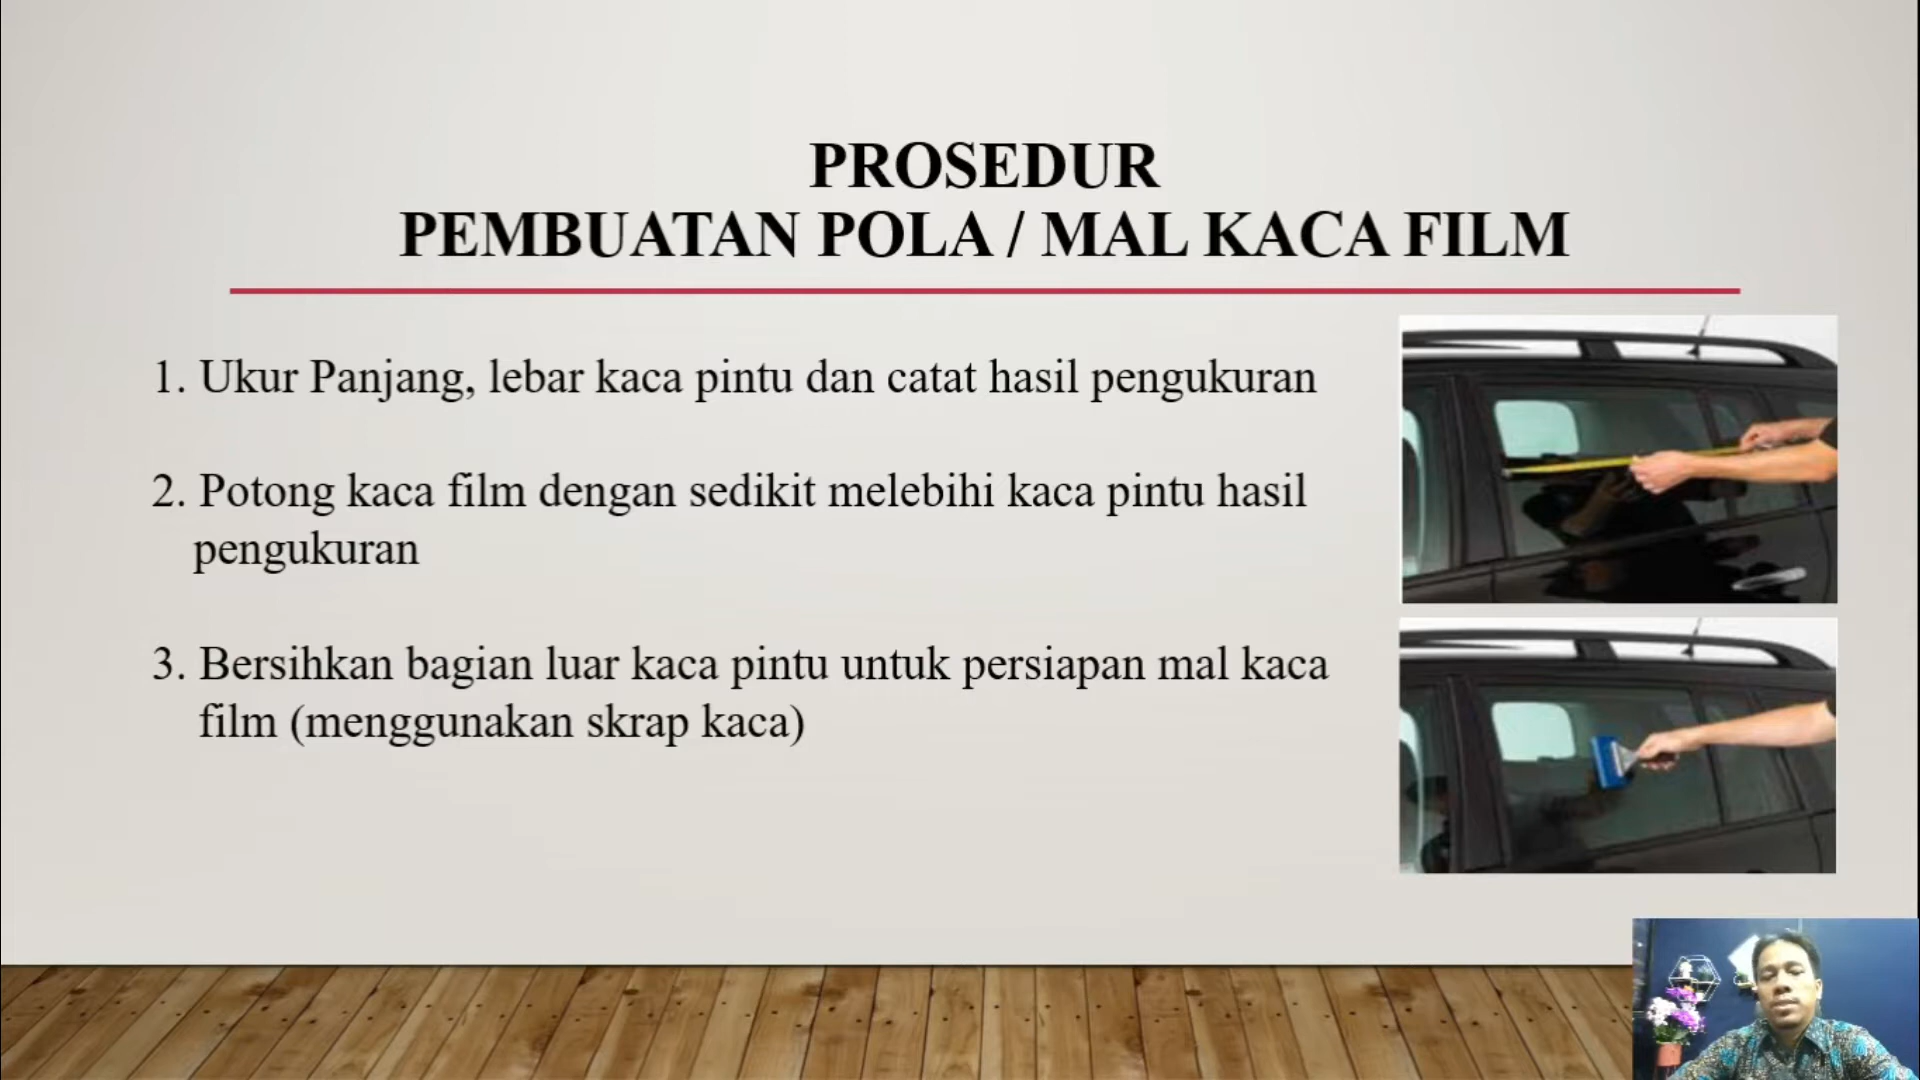 PROSEDUR
PEMBUATAN POLA / MAL KACA FILM
1. Ukur Panjang, lebar kaca pintu dan catat hasil pengukuran
2. Potong kaca film dengan sedikit melebihi kaca pintu hasil
pengukuran
3. Bersihkan bagian luar kaca pintu untuk persiapan mal kaca
film (menggunakan skrap kaca)